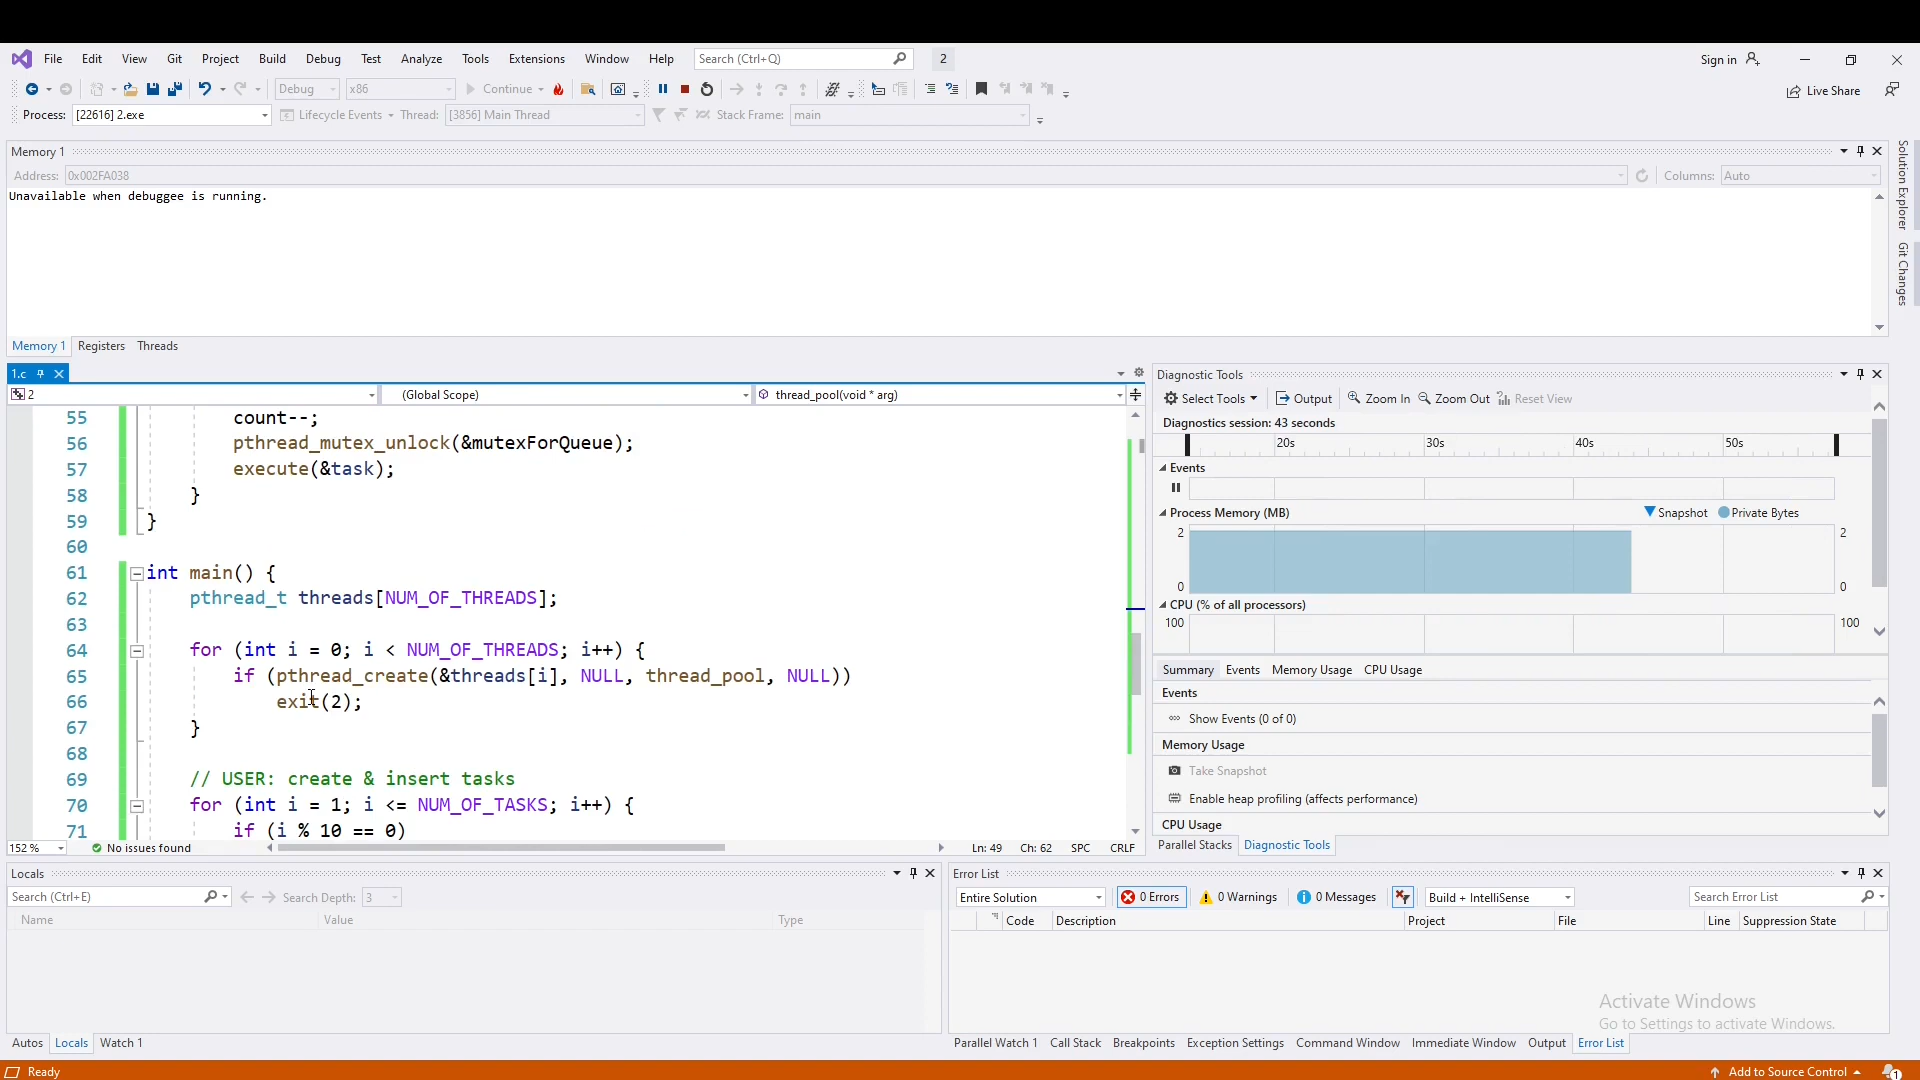 File Edit View Git Project Build Debug Test Analyze Tools Extensions Window Help Search (Ctrl+Q) 2 Sign in
Debug x86 Continue Live Share
Process: [22616] 2.exe Lifecycle Events Thread: [3856] Main Thread Stack Frame: main
Memory 1
Address: 0x002FA038 Columns: Auto
Unavailable when debuggee is running.
Memory 1 Registers Threads
Solution Explorer
Git Changes
1.c
2 (Global Scope) thread_pool(void * arg)
55 count--;
56 pthread_mutex_unlock(&mutexForQueue);
57 execute(&task);
58 }
59 }
60
61 int main() {
62 pthread_t threads[NUM_OF_THREADS];
63
64 for (int i = 0; i < NUM_OF_THREADS; i++) {
65 if (pthread_create(&threads[i], NULL, thread_pool, NULL))
66 exit(2);
67 }
68
69 // USER: create & insert tasks
70 for (int i = 1; i <= NUM_OF_TASKS; i++) {
71 if (i % 10 == 0)
152 % No issues found Ln: 49 Ch: 62 SPC CRLF
Diagnostic Tools
Select Tools Output Zoom In Zoom Out Reset View
Diagnostics session: 43 seconds
20s 30s 40s 50s
Events
Process Memory (MB) Snapshot Private Bytes
2 2
0 0
CPU (% of all processors)
100 100
Summary Events Memory Usage CPU Usage
Events
Show Events (0 of 0)
Memory Usage
Take Snapshot
Enable heap profiling (affects performance)
CPU Usage
Parallel Stacks Diagnostic Tools
Locals
Search (Ctrl+E) Search Depth: 3
Name Value Type
Autos Locals Watch 1
Error List
Entire Solution 0 Errors 0 Warnings 0 Messages Build + IntelliSense Search Error List
Code Description Project File Line Suppression State
Activate Windows
Go to Settings to activate Windows.
Parallel Watch 1 Call Stack Breakpoints Exception Settings Command Window Immediate Window Output Error List
Ready Add to Source Control 1